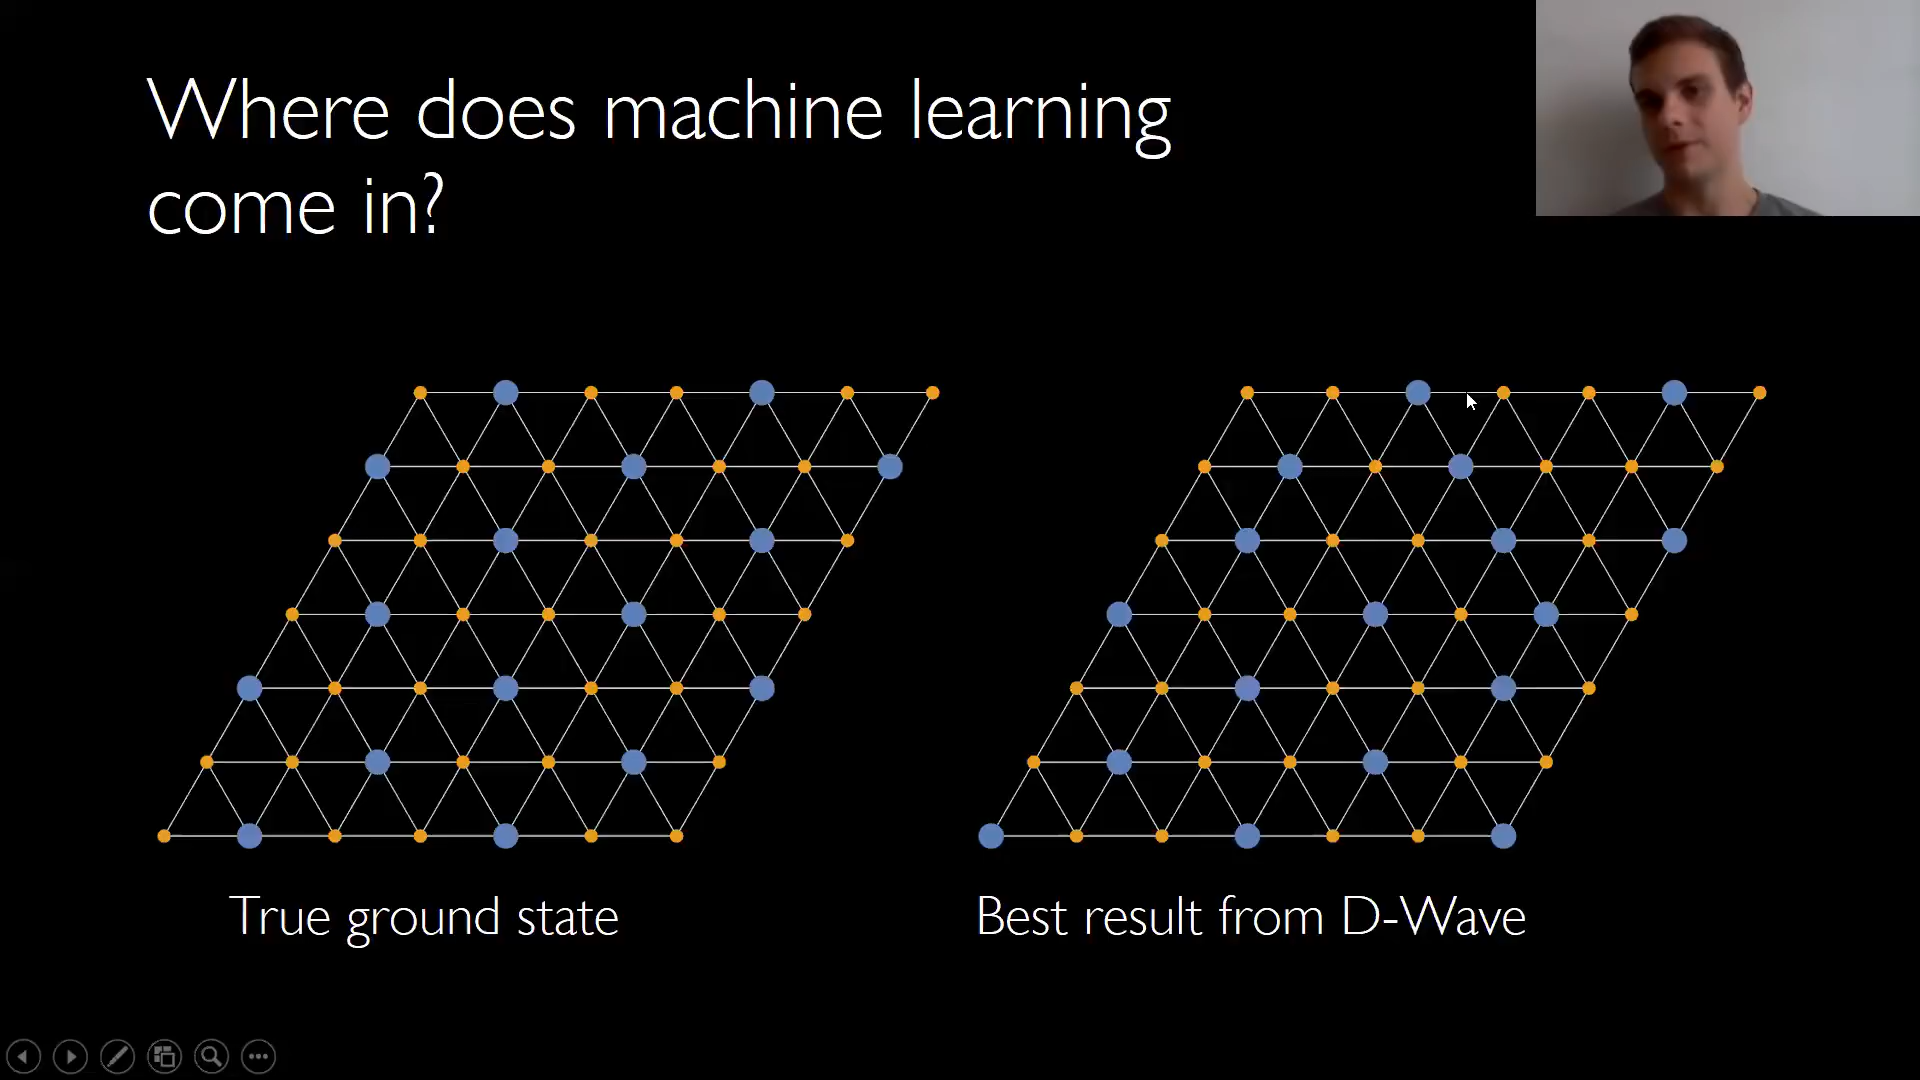 Where does machine learning
come in?
True ground state
Best result from D-Wave